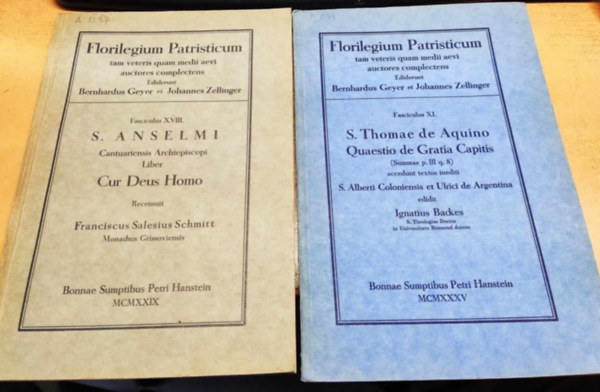 Florilegium Patristicum
tam veteris quam medii aevi
auctores complectens
Ediderunt
Bernhardus Geyer et Johannes Zellinger
Fasciculus XVIII.
S. ANSELMI
Cantuariensis Archiepiscopi
Liber
Cur Deus Homo
Recensuit
Franciscus Salesius Schmitt
Monachus Grissoviensis
Bonnae Sumptibus Petri Hanstein
MCMXXIX
Florilegium Patristicum
tam veteris quam medii aevi
auctores complectens
Ediderunt
Bernhardus Geyer et Johannes Zellinger
Fasciculus XL.
S. Thomae de Aquino
Quaestio de Gratia Capitis
(Summae p. III q. 8)
accedunt textus inediti
S. Alberti Coloniensis et Ulrici de Argentina
edidit
Ignatius Backes
S. Theologiae Doctor
in Universitate Bonnensi docens
Bonnae Sumptibus Petri Hanstein
MCMXXXV